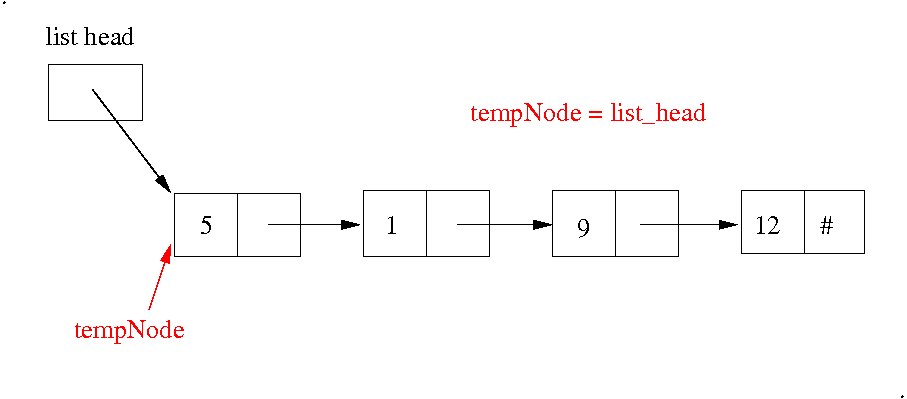 list head
tempNode = list_head
5
1
9
12
#
tempNode